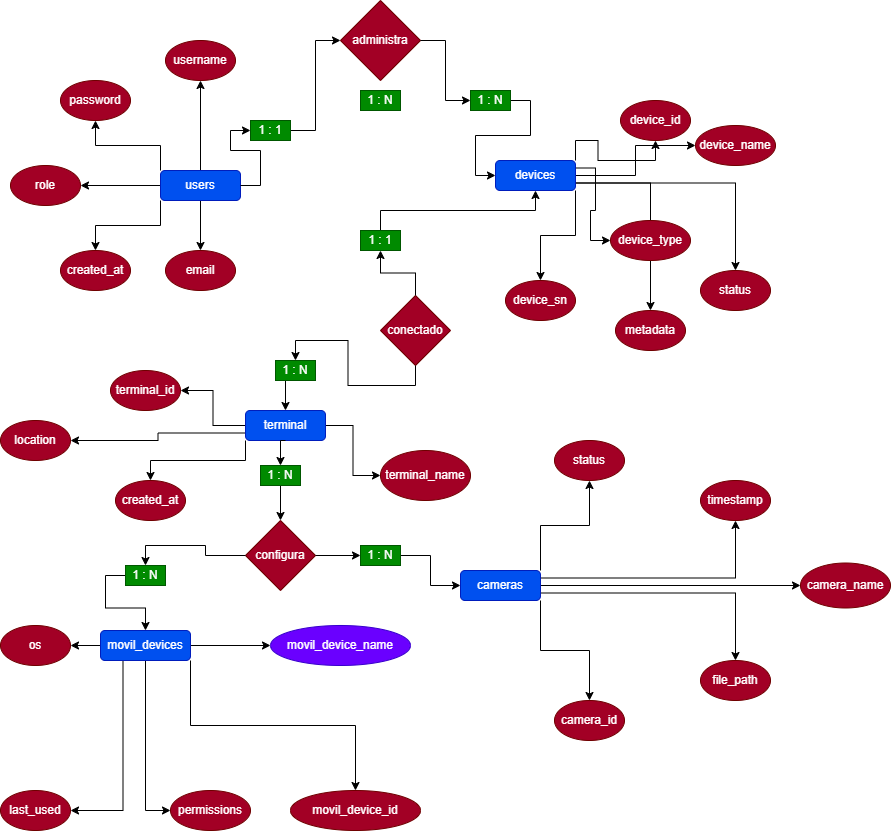 administra
username
password
1 : N
1 : N
1 : 1
device_id
device_name
role
users
devices
created_at
email
1 : 1
device_type
device_sn
status
conectado
metadata
1 : N
terminal_id
terminal
location
created_at
1 : N
terminal_name
status
timestamp
configura
1 : N
1 : N
cameras
camera_name
os
movil_devices
movil_device_name
file_path
camera_id
last_used
permissions
movil_device_id